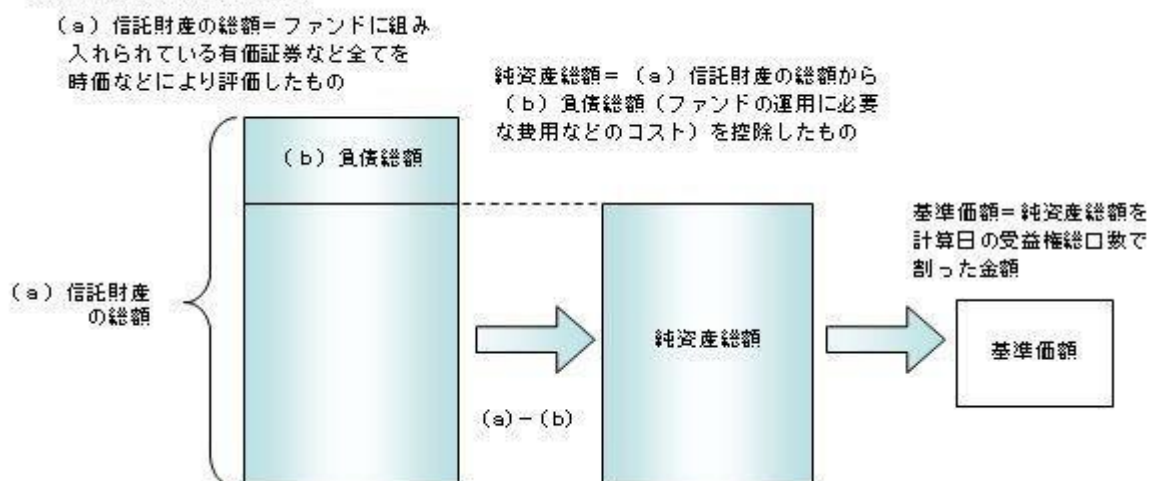 (a)信託財産の総額=ファンドに組み
入れられている有価証券など全てを
時価などにより評価したもの
純資産総額=(a)信託財産の総額から
(b)負債総額(ファンドの運用に必要
な費用などのコスト)を控除したもの
(b)負債総額
基準価額=純資産総額を
計算日の受益権総口数で
割った金額
(a)信託財産
の総額
純資産総額
基準価額
(a)-(b)